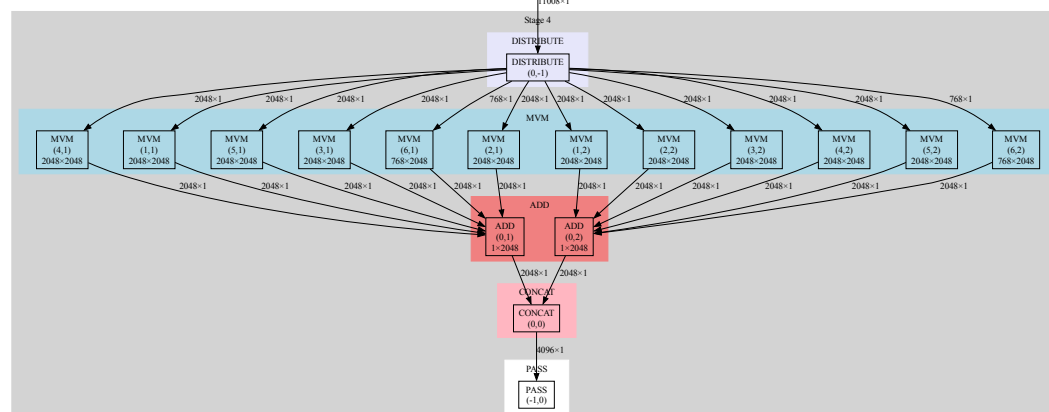 11008×1
Stage 4
DISTRIBUTE
DISTRIBUTE
(0,-1)
2048×1 2048×1 2048×1 2048×1 768×1 2048×1 2048×1 2048×1 2048×1 2048×1 768×1
MVM
MVM MVM MVM MVM MVM MVM MVM MVM MVM MVM MVM MVM
(4,1) (1,1) (5,1) (3,1) (6,1) (2,1) (1,2) (2,2) (3,2) (4,2) (5,2) (6,2)
2048×2048 2048×2048 2048×2048 2048×2048 768×2048 2048×2048 2048×2048 2048×2048 2048×2048 2048×2048 2048×2048 768×2048
2048×1 2048×1 2048×1 2048×1 2048×1 2048×1 2048×1 2048×1 2048×1 2048×1 2048×1 2048×1
ADD
ADD ADD
(0,1) (0,2)
1×2048 1×2048
2048×1 2048×1
CONCAT
CONCAT
(0,0)
4096×1
PASS
PASS
(-1,0)